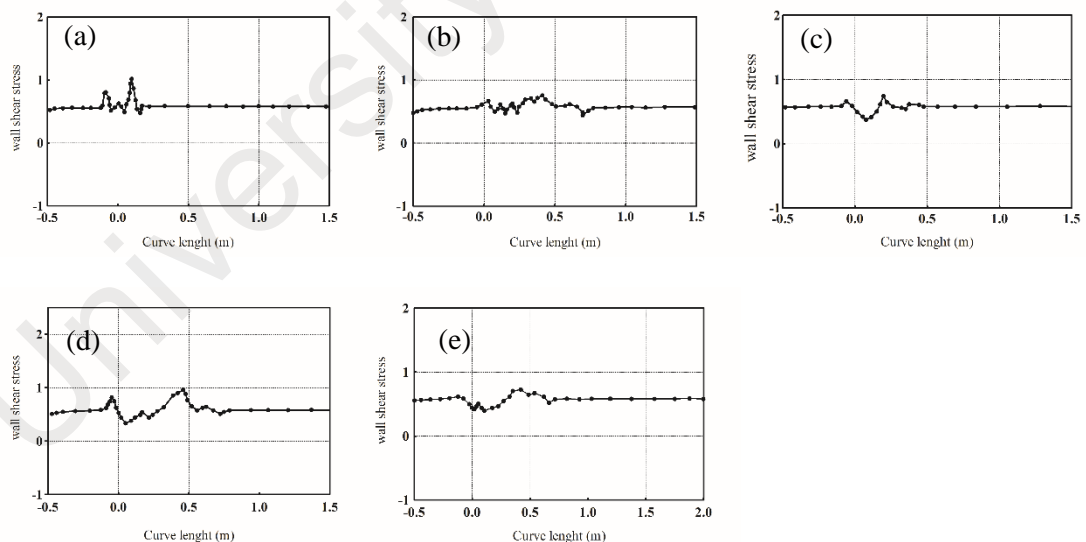 University
(a)
2
1
0
-1
wall shear stress
-0.5 0.0 0.5 1.0 1.5
Curve lenght (m)
(b)
2
1
0
-1
wall shear stress
-0.5 0.0 0.5 1.0 1.5
Curve lenght (m)
(c)
2
1
0
-1
wall shear stress
-0.5 0.0 0.5 1.0 1.5
Curve lenght (m)
(d)
2
1
0
-1
wall shear stress
-0.5 0.0 0.5 1.0 1.5
Curve lenght (m)
(e)
2
1
0
-1
wall shear stress
-0.5 0.0 0.5 1.0 1.5 2.0
Curve lenght (m)